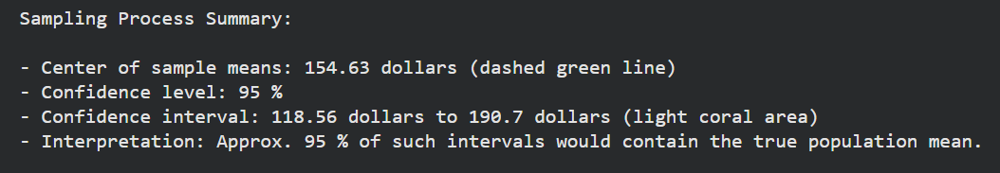 Sampling Process Summary:
- Center of sample means: 154.63 dollars (dashed green line)
- Confidence level: 95 %
- Confidence interval: 118.56 dollars to 190.7 dollars (light coral area)
- Interpretation: Approx. 95 % of such intervals would contain the true population mean.